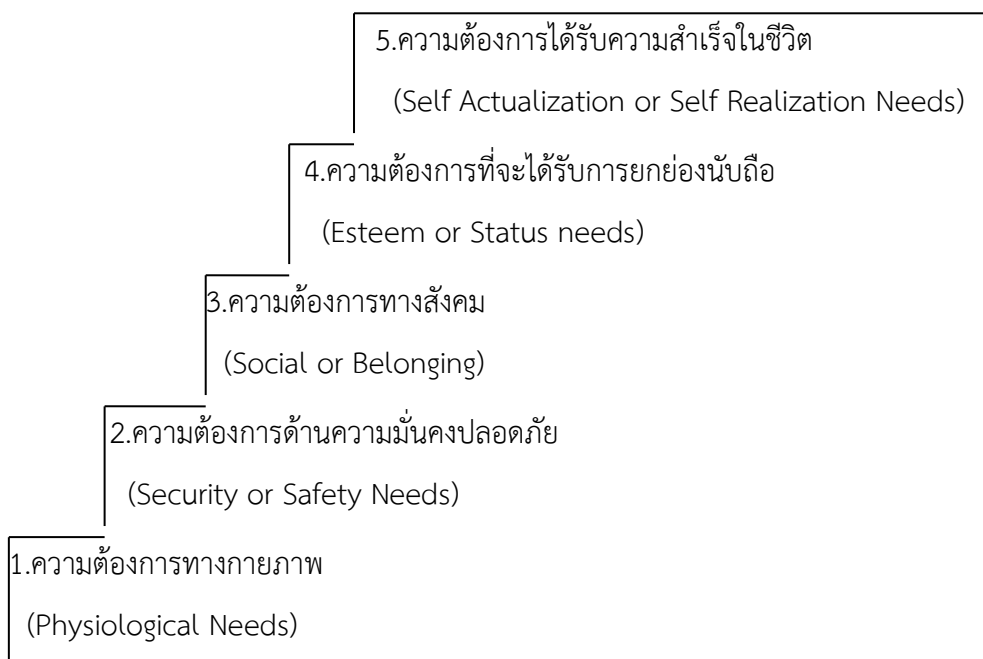 5.ความต้องการได้รับความสำเร็จในชีวิต
(Self Actualization or Self Realization Needs)
4.ความต้องการที่จะได้รับการยกย่องนับถือ
(Esteem or Status needs)
3.ความต้องการทางสังคม
(Social or Belonging)
2.ความต้องการด้านความมั่นคงปลอดภัย
(Security or Safety Needs)
1.ความต้องการทางกายภาพ
(Physiological Needs)